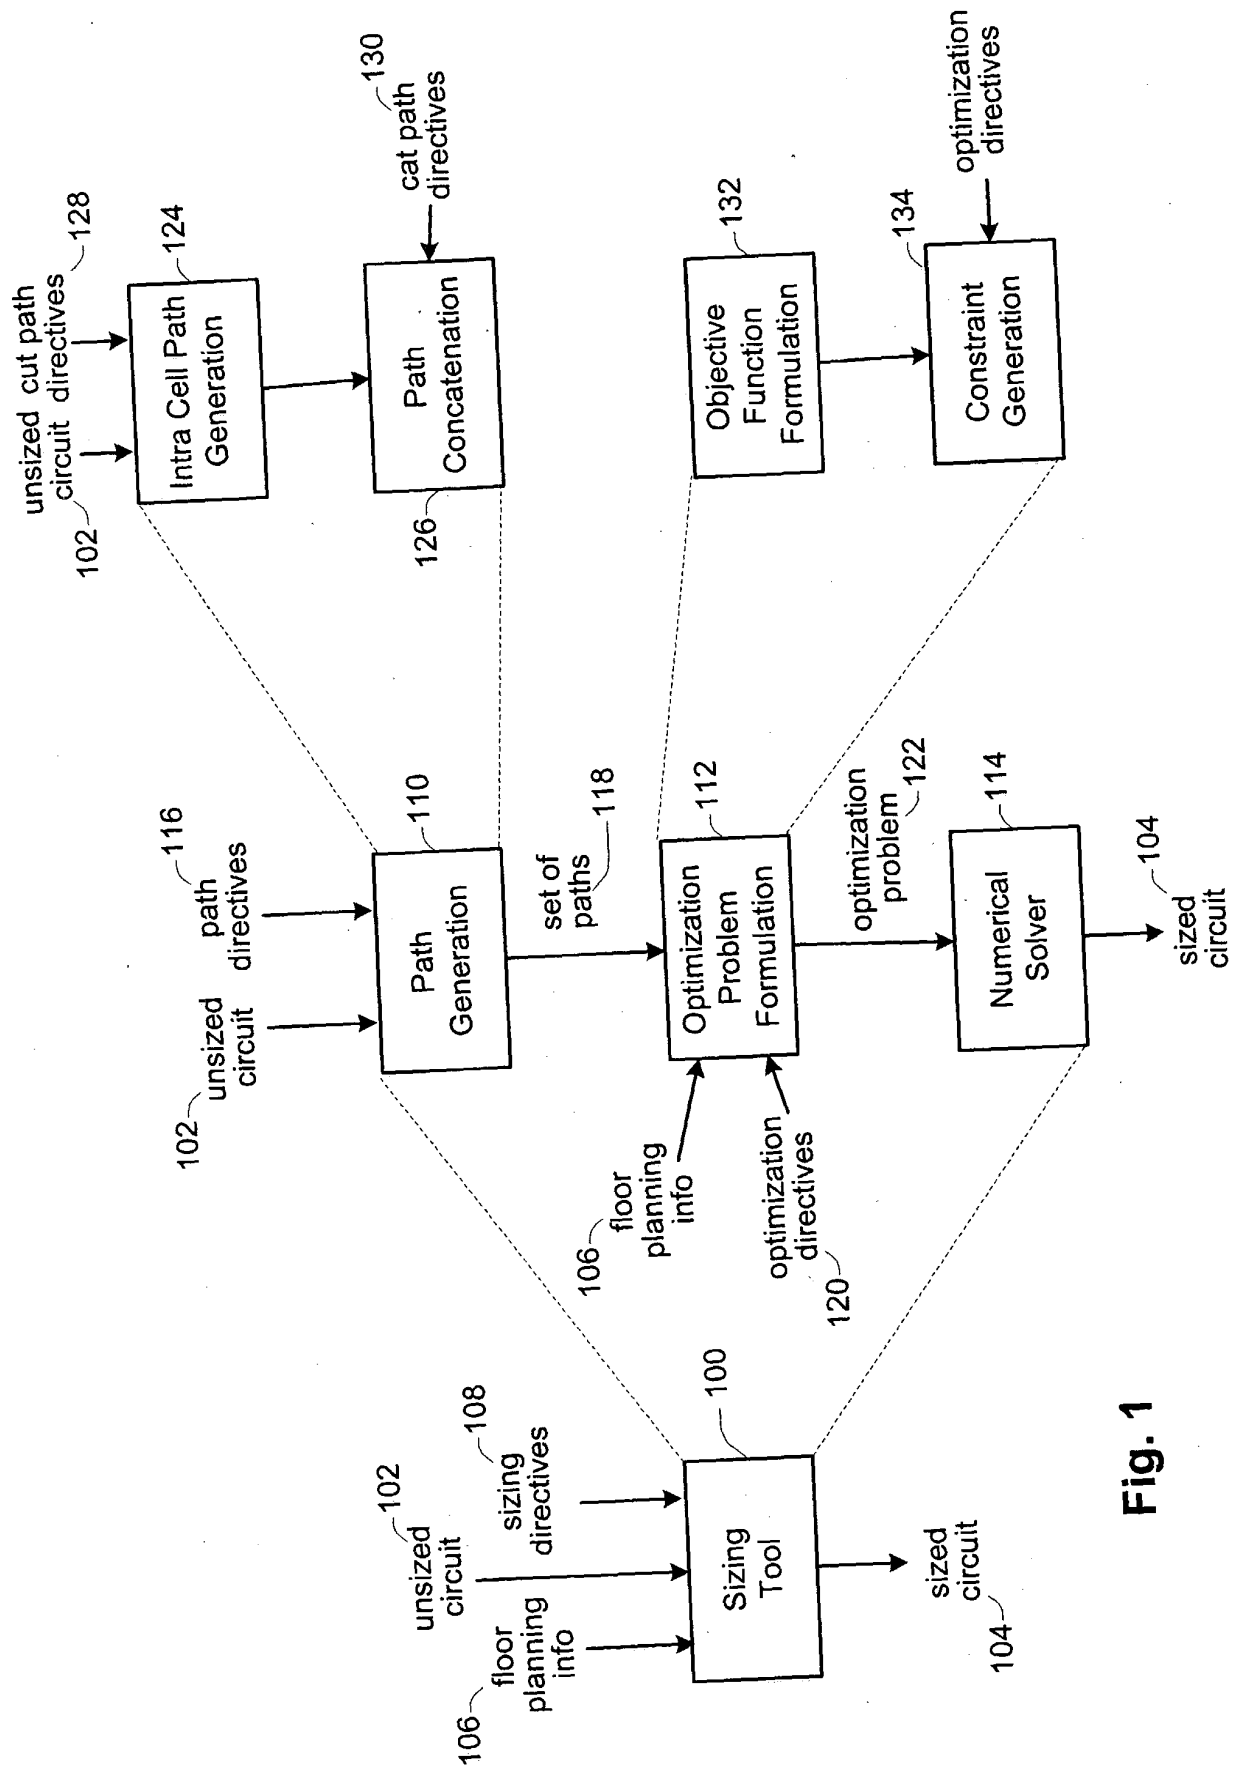 106
floor
planning
info
unsized
circuit
102
sizing
directives
108
Sizing
Tool
100
sized
circuit
104
102
unsized
circuit
path
directives
116
Path
Generation
110
set of
paths
118
106
floor
planning
info
optimization
directives
120
Optimization
Problem
Formulation
112
optimization
problem
122
Numerical
Solver
114
sized
circuit
104
unsized
circuit
102
cut path
directives
128
Intra Cell Path
Generation
124
Path
Concatenation
126
cat path
directives
130
Objective
Function
Formulation
132
Constraint
Generation
134
optimization
directives
Fig. 1